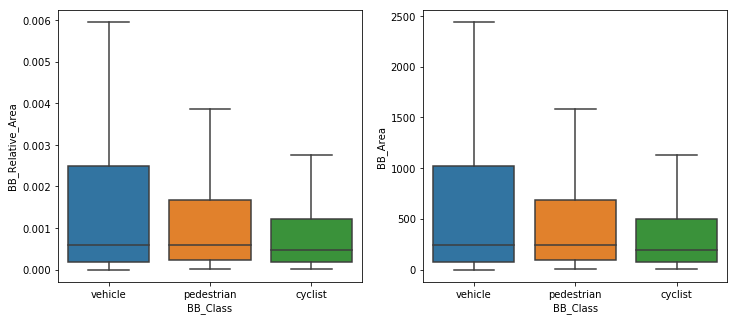 BB_Relative_Area
0.006
0.005
0.004
0.003
0.002
0.001
0.000
vehicle
pedestrian
cyclist
BB_Class
BB_Area
2500
2000
1500
1000
500
0
vehicle
pedestrian
cyclist
BB_Class